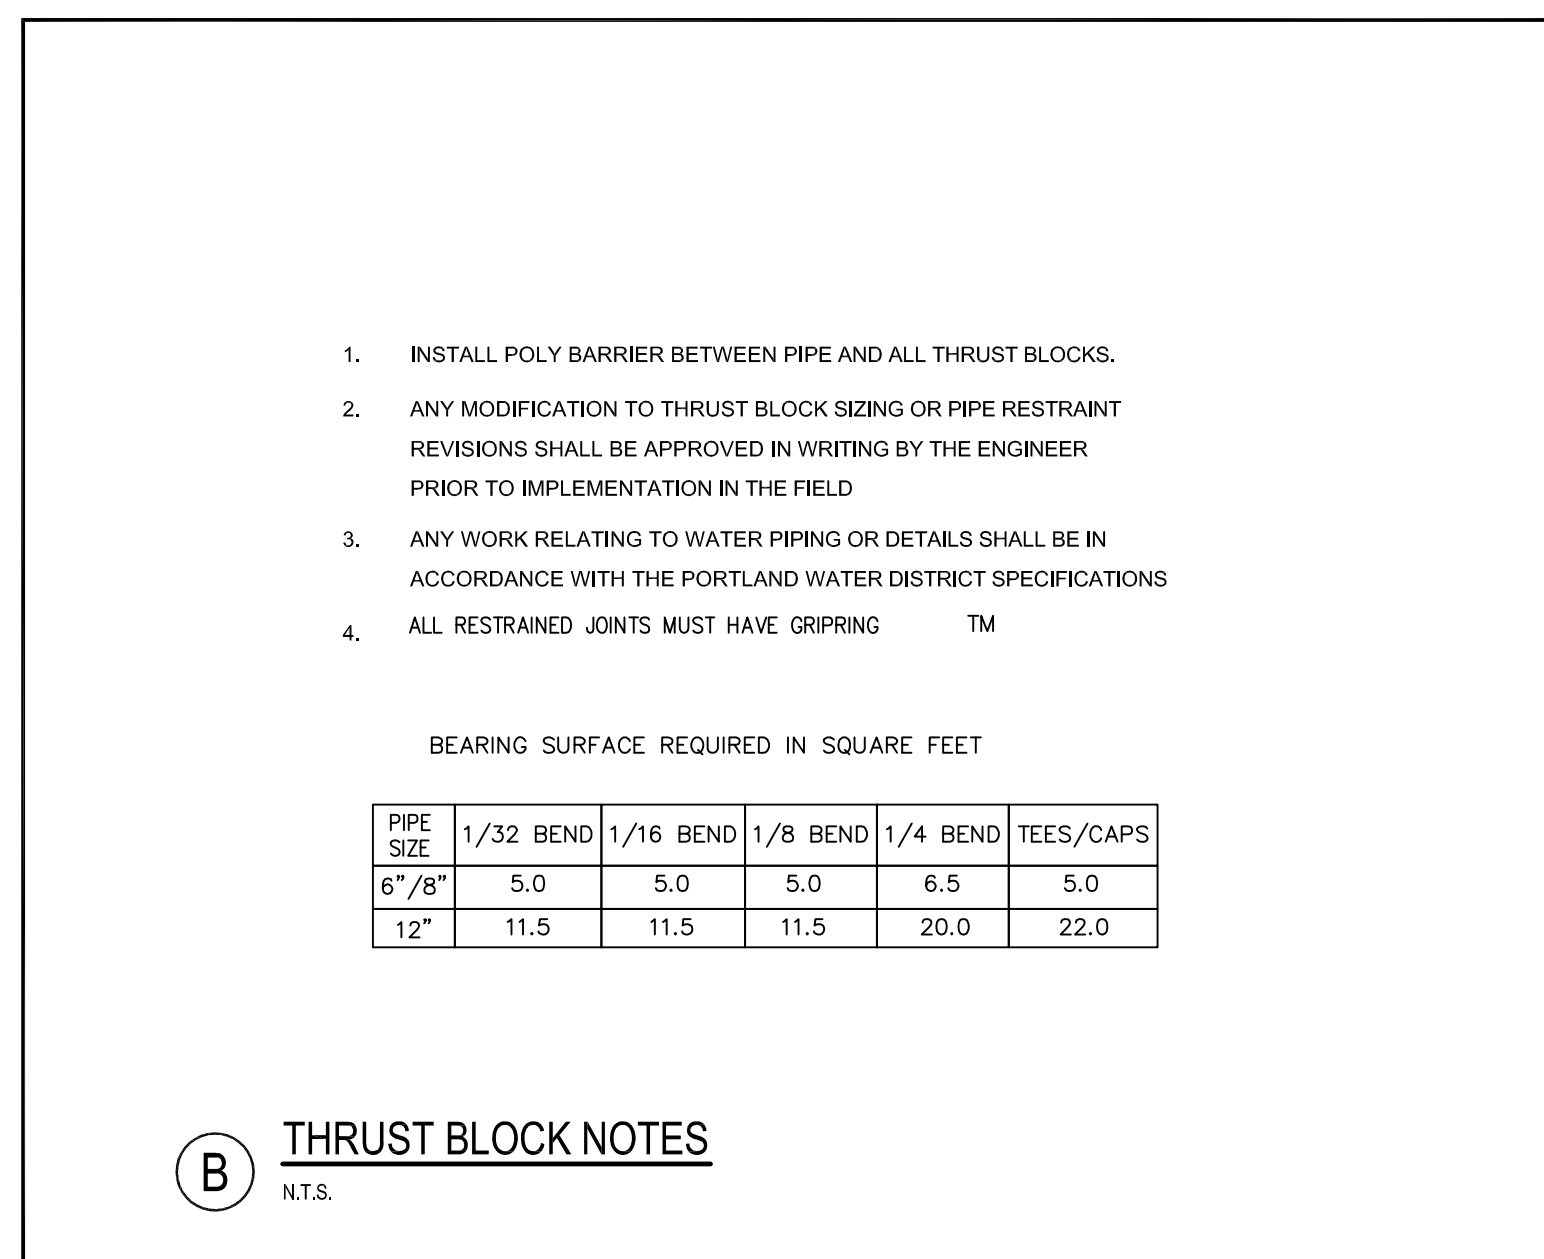 1. INSTALL POLY BARRIER BETWEEN PIPE AND ALL THRUST BLOCKS.
2. ANY MODIFICATION TO THRUST BLOCK SIZING OR PIPE RESTRAINT
REVISIONS SHALL BE APPROVED IN WRITING BY THE ENGINEER
PRIOR TO IMPLEMENTATION IN THE FIELD
3. ANY WORK RELATING TO WATER PIPING OR DETAILS SHALL BE IN
ACCORDANCE WITH THE PORTLAND WATER DISTRICT SPECIFICATIONS
4. ALL RESTRAINED JOINTS MUST HAVE GRIPRING TM
BEARING SURFACE REQUIRED IN SQUARE FEET
PIPE SIZE 1/32 BEND 1/16 BEND 1/8 BEND 1/4 BEND TEES/CAPS
6"/8" 5.0 5.0 5.0 6.5 5.0
12" 11.5 11.5 11.5 20.0 22.0
B THRUST BLOCK NOTES
N.T.S.